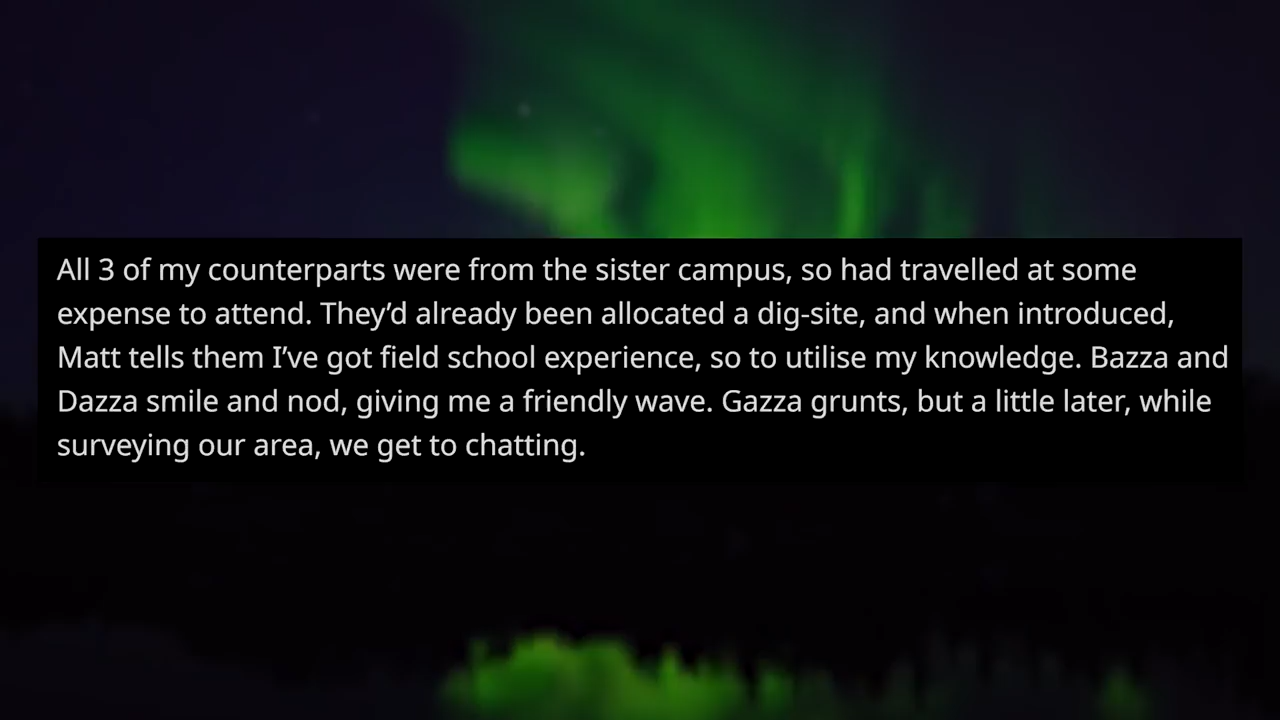 All 3 of my counterparts were from the sister campus, so had travelled at some
expense to attend. They’d already been allocated a dig-site, and when introduced,
Matt tells them I’ve got field school experience, so to utilise my knowledge. Bazza and
Dazza smile and nod, giving me a friendly wave. Gazza grunts, but a little later, while
surveying our area, we get to chatting.